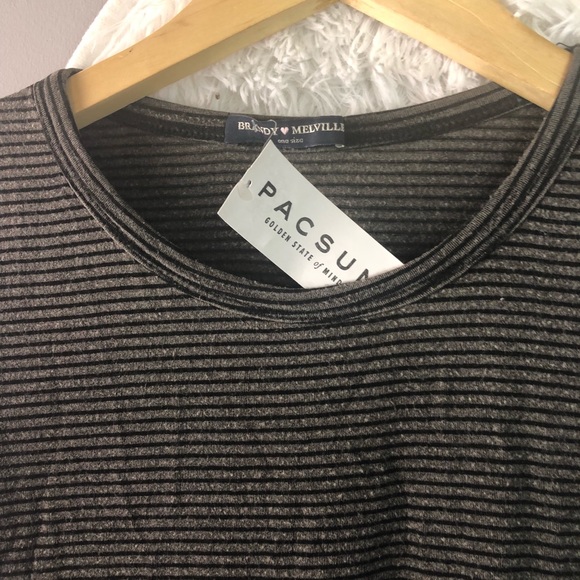 BRANDY ♥ MELVILLE
PACSUN
GOLDEN STATE of MIND